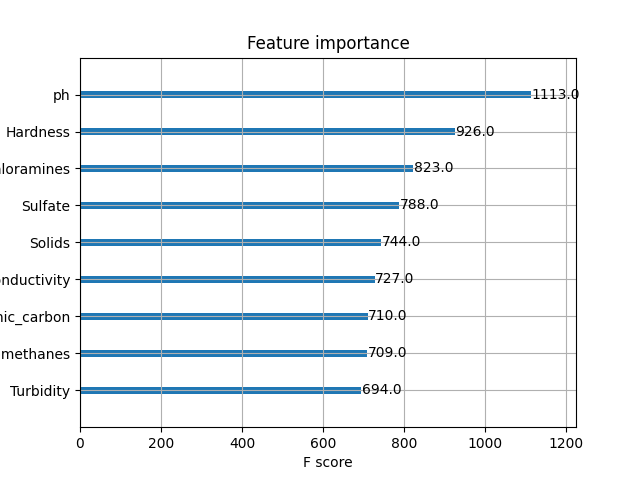 Feature importance
ph 1113.0
Hardness 926.0
loramines 823.0
Sulfate 788.0
Solids 744.0
onductivity 727.0
nic_carbon 710.0
methanes 709.0
Turbidity 694.0
0 200 400 600 800 1000 1200
F score